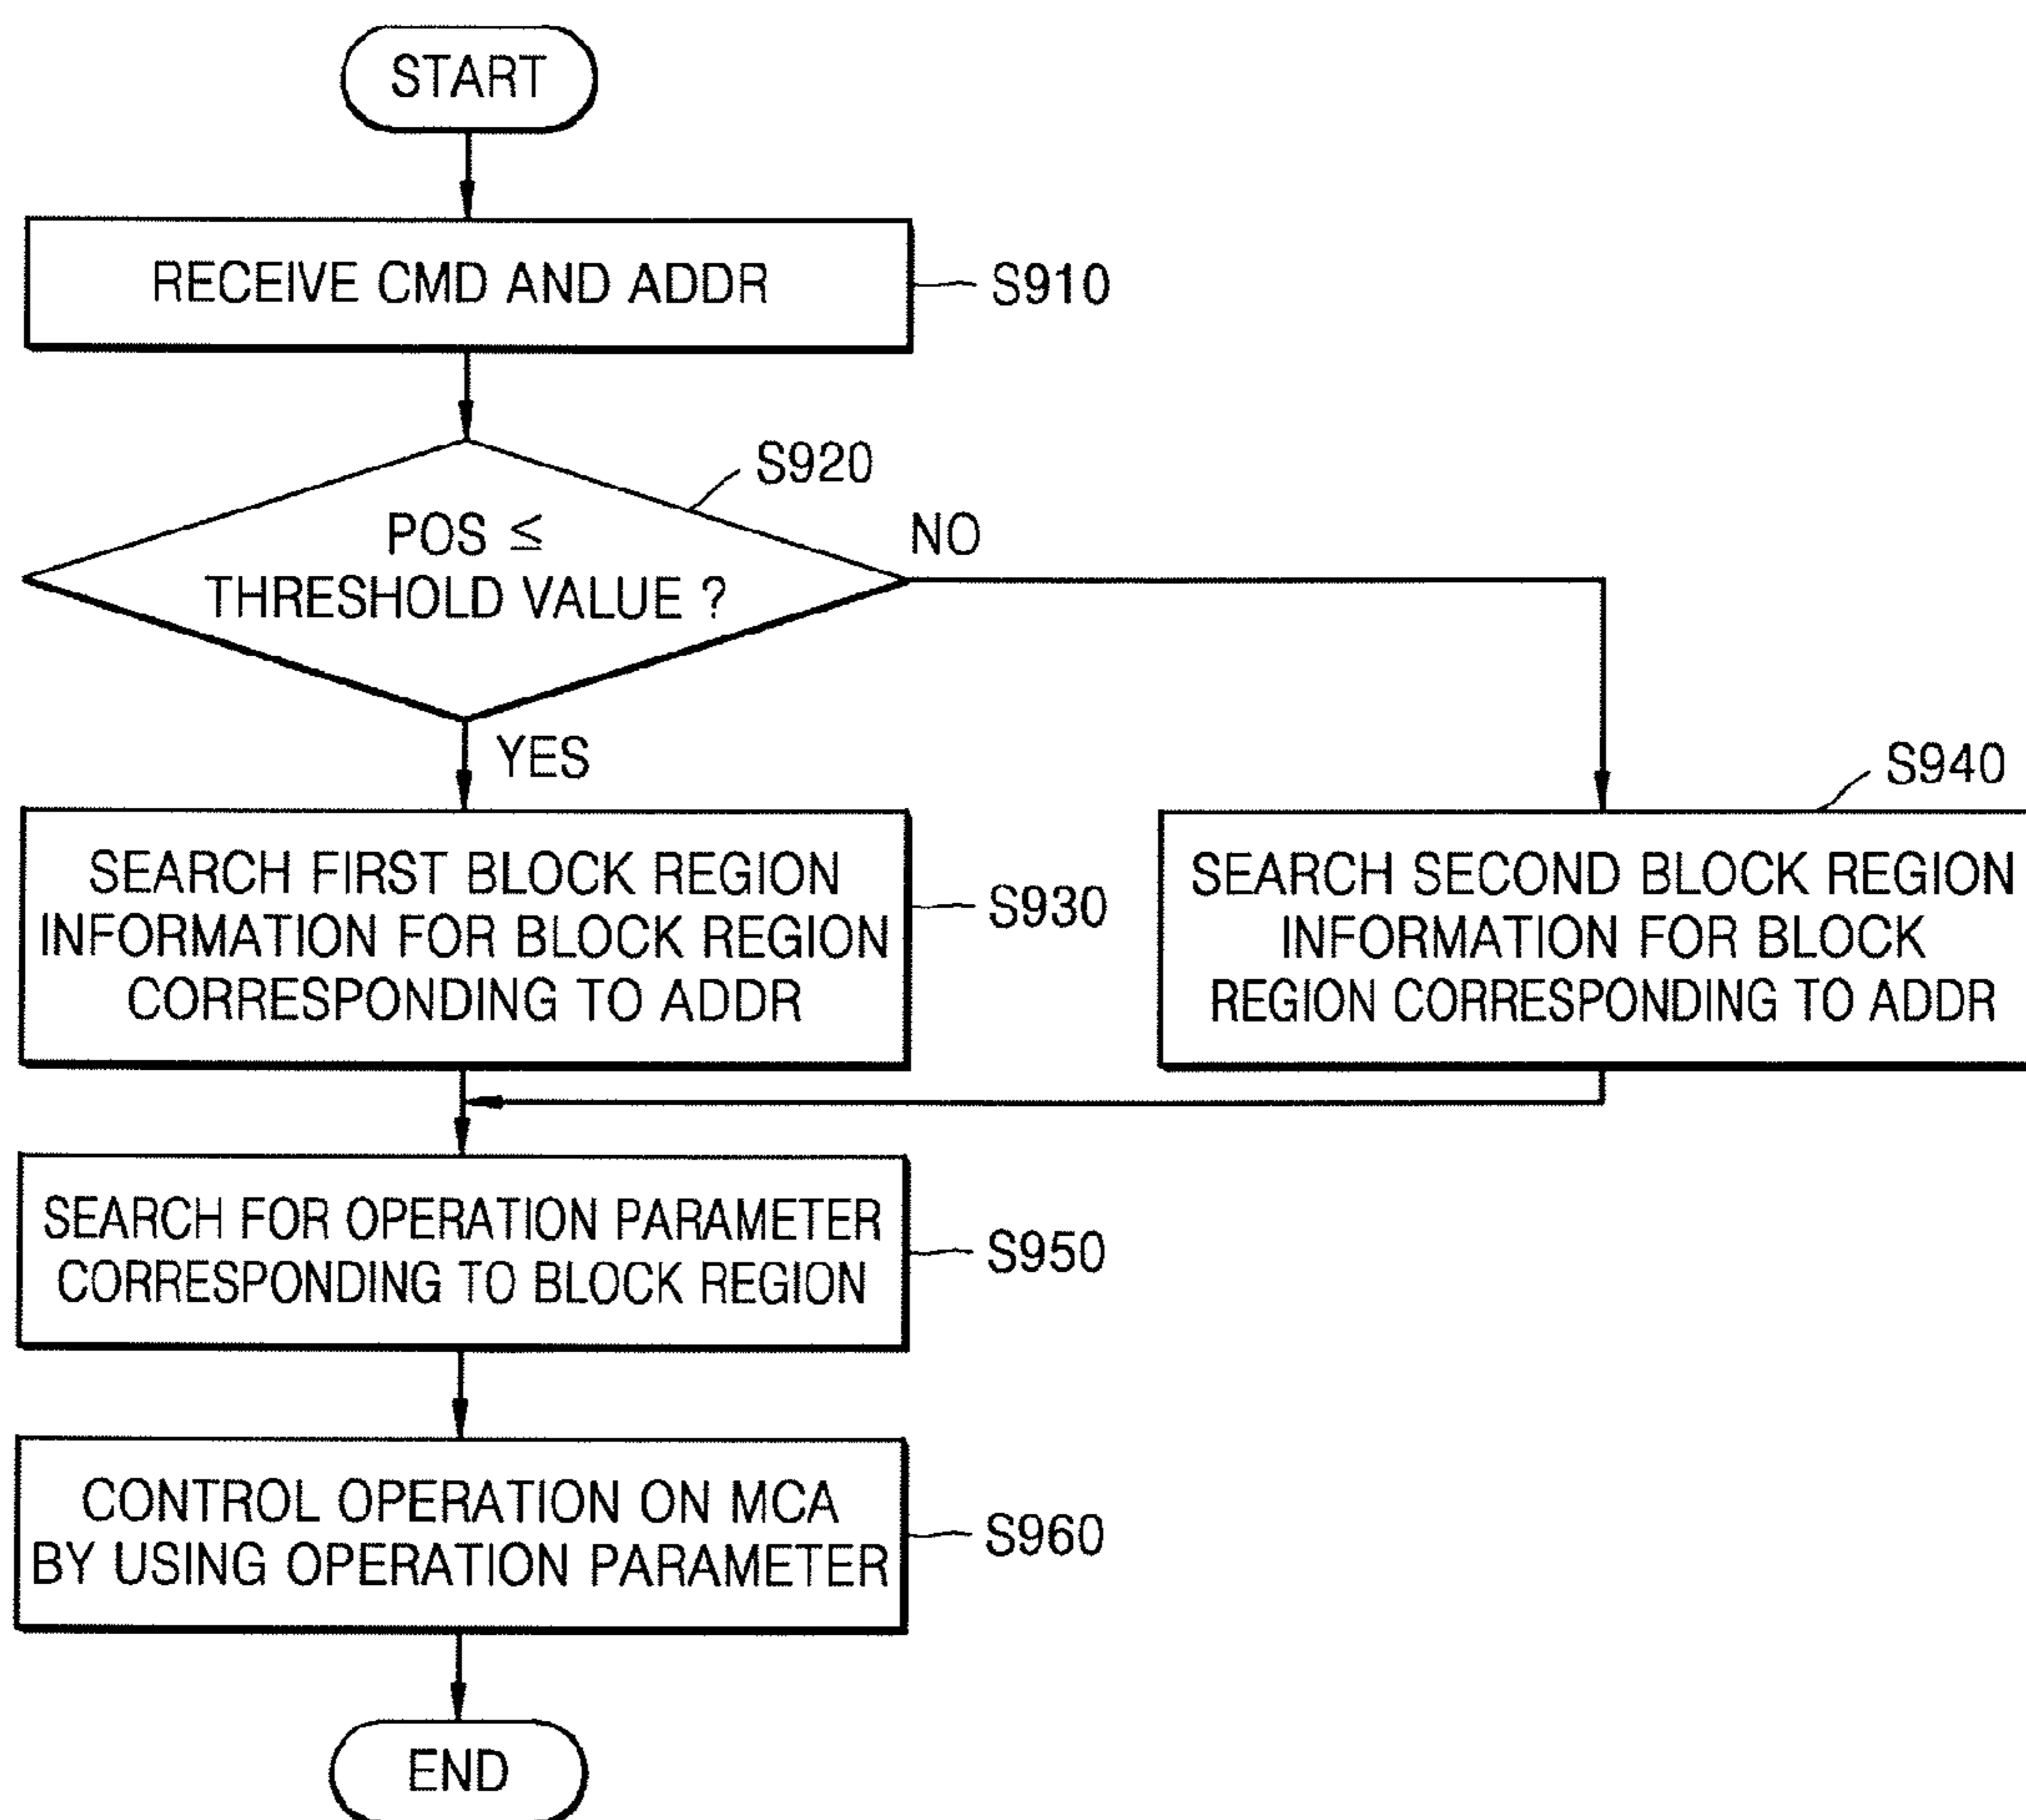 START
RECEIVE CMD AND ADDR
S910
S920
POS ≤
THRESHOLD VALUE ?
NO
YES
SEARCH FIRST BLOCK REGION
INFORMATION FOR BLOCK REGION
CORRESPONDING TO ADDR
S930
S940
SEARCH SECOND BLOCK REGION
INFORMATION FOR BLOCK
REGION CORRESPONDING TO ADDR
SEARCH FOR OPERATION PARAMETER
CORRESPONDING TO BLOCK REGION
S950
CONTROL OPERATION ON MCA
BY USING OPERATION PARAMETER
S960
END